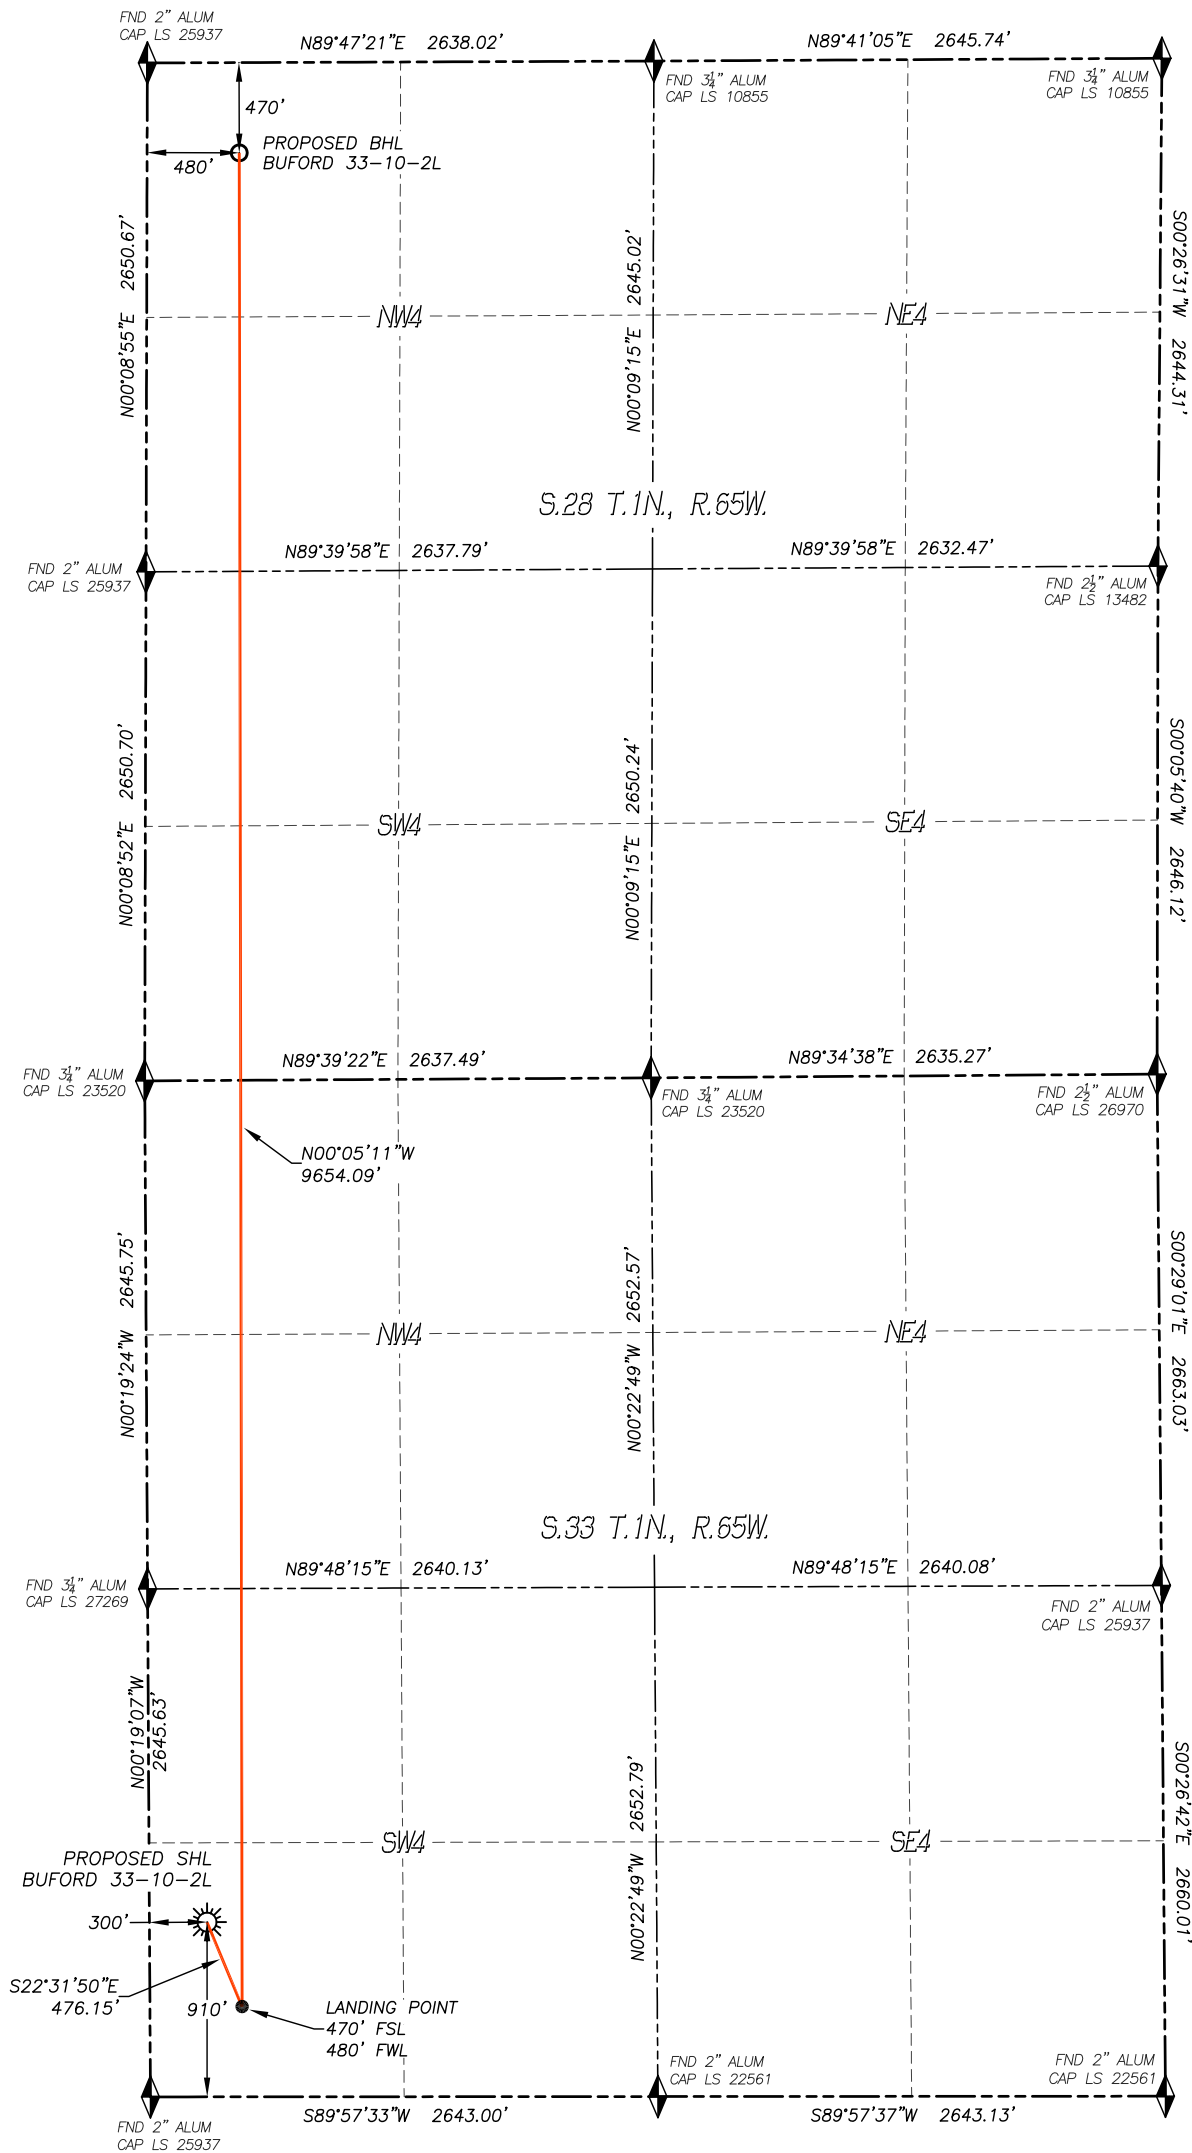 FND 2" ALUM
CAP LS 25937
N89°47'21"E 2638.02'
N89°41'05"E 2645.74'
FND 3¼" ALUM
CAP LS 10855
FND 3¼" ALUM
CAP LS 10855
470'
480'
PROPOSED BHL
BUFORD 33-10-2L
N00°08'55"E 2650.67'
N00°09'15"E 2645.02'
S00°26'31"W 2644.31'
NW4
NE4
S.28 T.1N., R.65W.
N89°39'58"E 2637.79'
N89°39'58"E 2632.47'
FND 2" ALUM
CAP LS 25937
FND 2½" ALUM
CAP LS 13482
N00°08'52"E 2650.70'
N00°09'15"E 2650.24'
S00°05'40"W 2646.12'
SW4
SE4
N89°39'22"E 2637.49'
N89°34'38"E 2635.27'
FND 3¼" ALUM
CAP LS 23520
FND 3¼" ALUM
CAP LS 23520
FND 2½" ALUM
CAP LS 26970
N00°05'11"W
9654.09'
N00°19'24"W 2645.75'
N00°22'49"W 2652.57'
S00°29'01"E 2663.03'
NW4
NE4
S.33 T.1N., R.65W.
N89°48'15"E 2640.13'
N89°48'15"E 2640.08'
FND 3¼" ALUM
CAP LS 27269
FND 2" ALUM
CAP LS 25937
N00°19'07"W
2645.63'
N00°22'49"W 2652.79'
S00°26'42"E 2660.01'
SW4
SE4
PROPOSED SHL
BUFORD 33-10-2L
300'
S22°31'50"E
476.15'
910'
LANDING POINT
470' FSL
480' FWL
FND 2" ALUM
CAP LS 22561
FND 2" ALUM
CAP LS 22561
S89°57'33"W 2643.00'
S89°57'37"W 2643.13'
FND 2" ALUM
CAP LS 25937